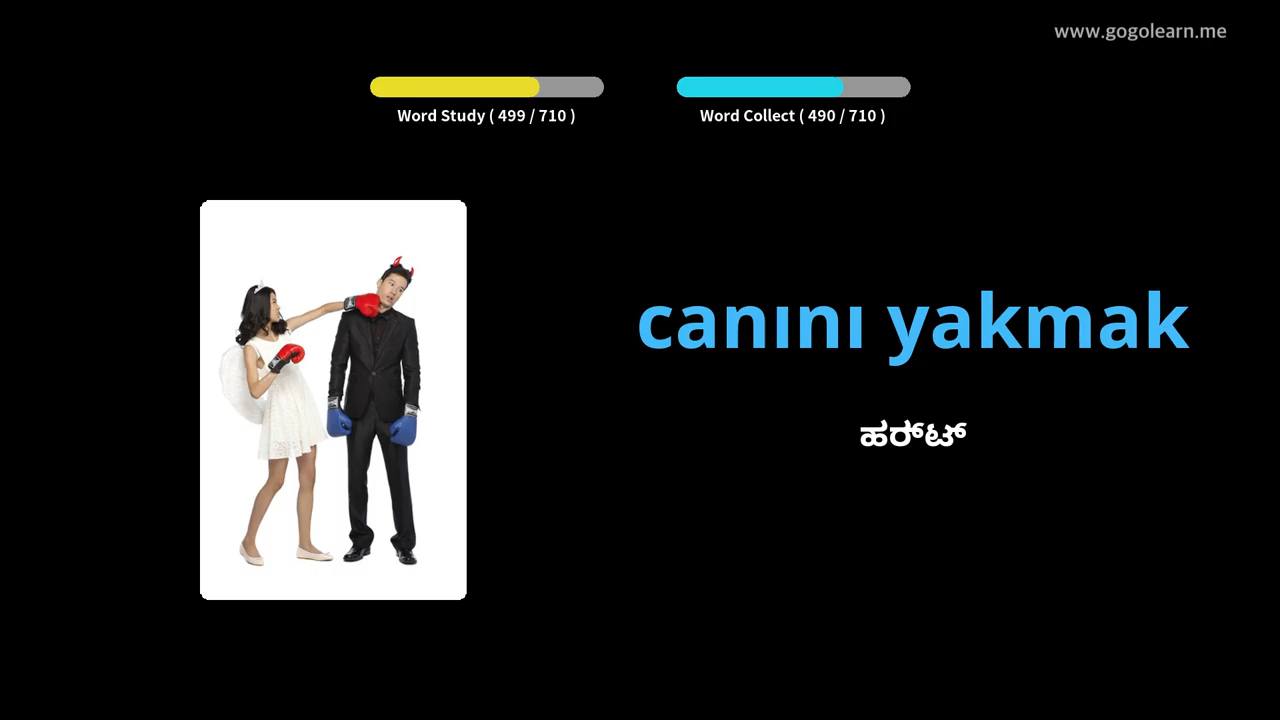 www.gogolearn.me
Word Study ( 499 / 710 )
Word Collect ( 490 / 710 )
canını yakmak
ಹರ್ಟ್